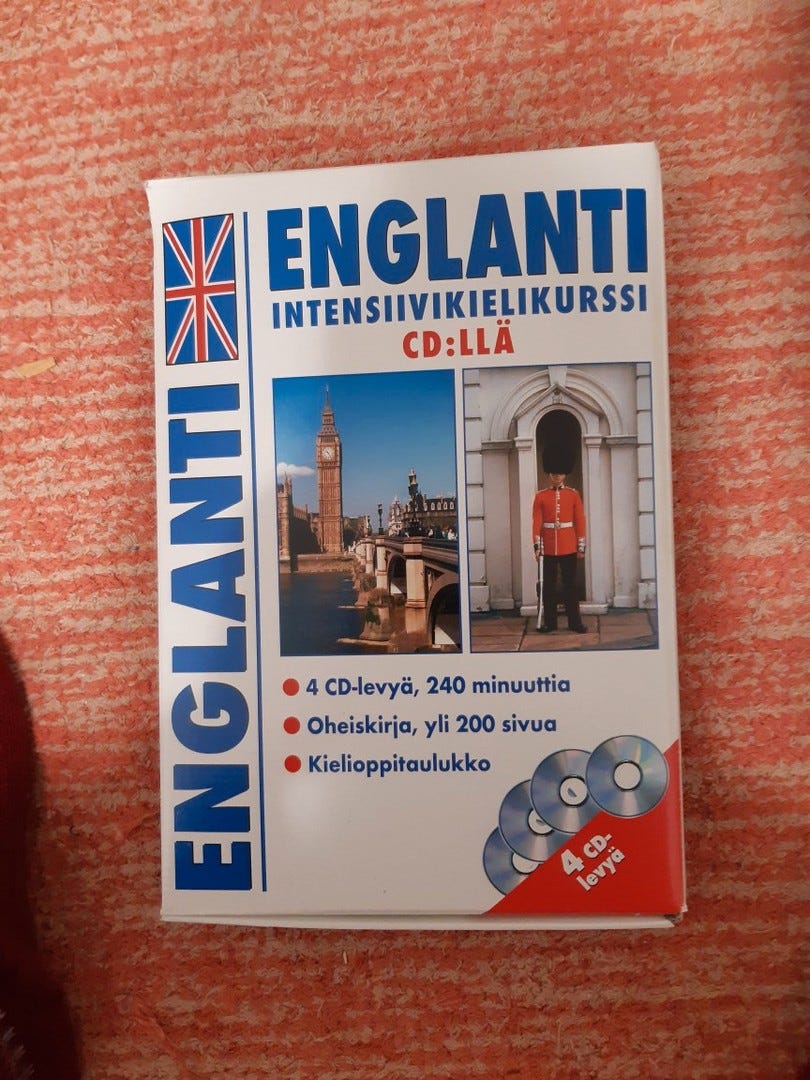 ENGLANTI
INTENSIIVIKIELIKURSSI
CD:LLÄ
ENGLANTI
4 CD-levyä, 240 minuuttia
Oheiskirja, yli 200 sivua
Kielioppitaulukko
4 CD-
levyä